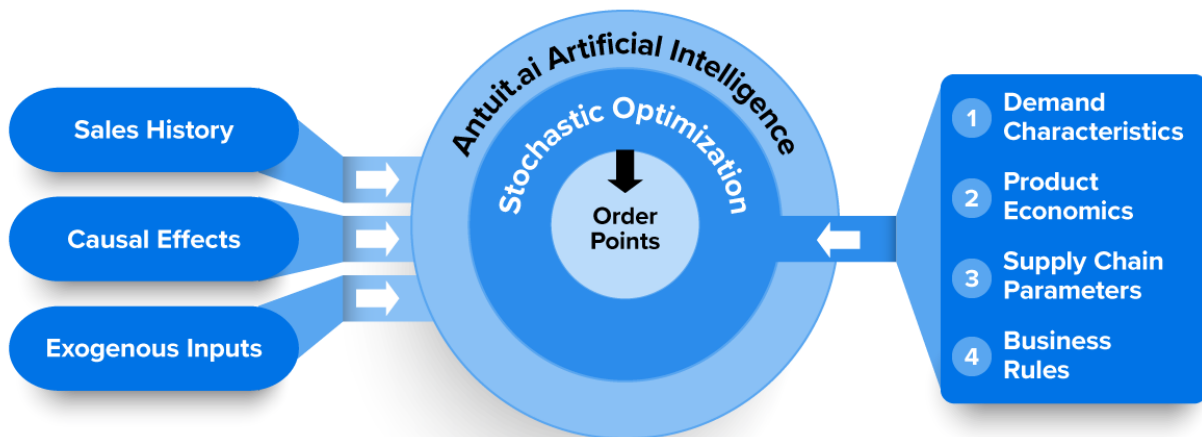 Sales History
Causal Effects
Exogenous Inputs
Antuit.ai Artificial Intelligence
Stochastic Optimization
Order
Points
1 Demand
Characteristics
2 Product
Economics
3 Supply Chain
Parameters
4 Business
Rules